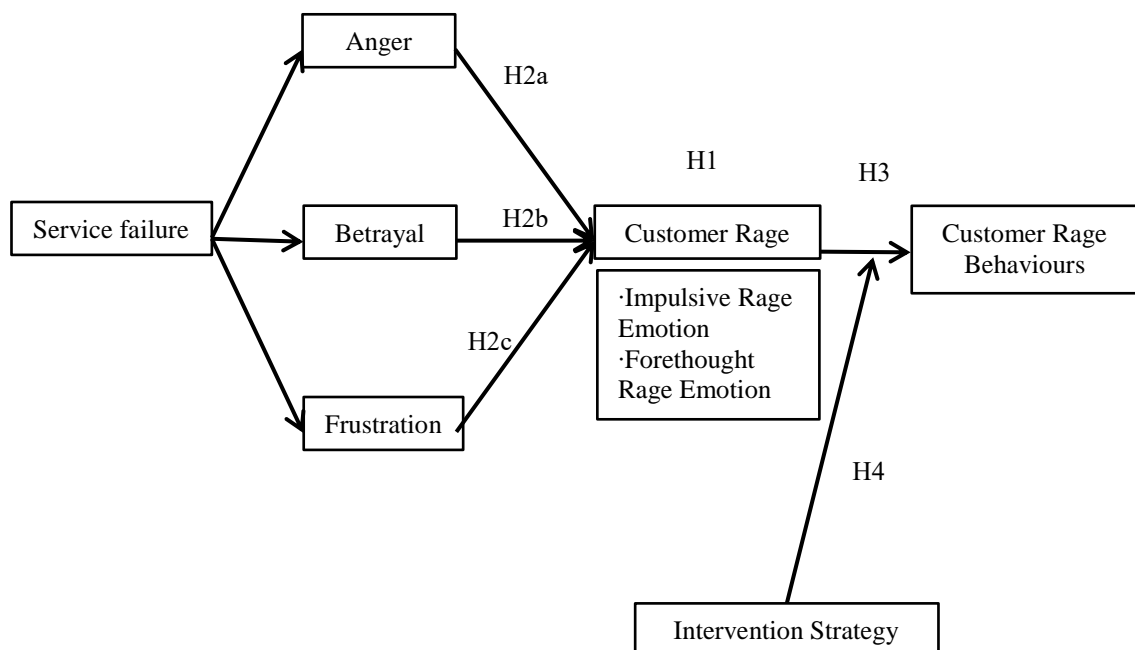 Anger
H2a
H1
H3
Service failure
Betrayal
H2b
Customer Rage
Customer Rage
Behaviours
·Impulsive Rage
Emotion
·Forethought
Rage Emotion
H2c
Frustration
H4
Intervention Strategy